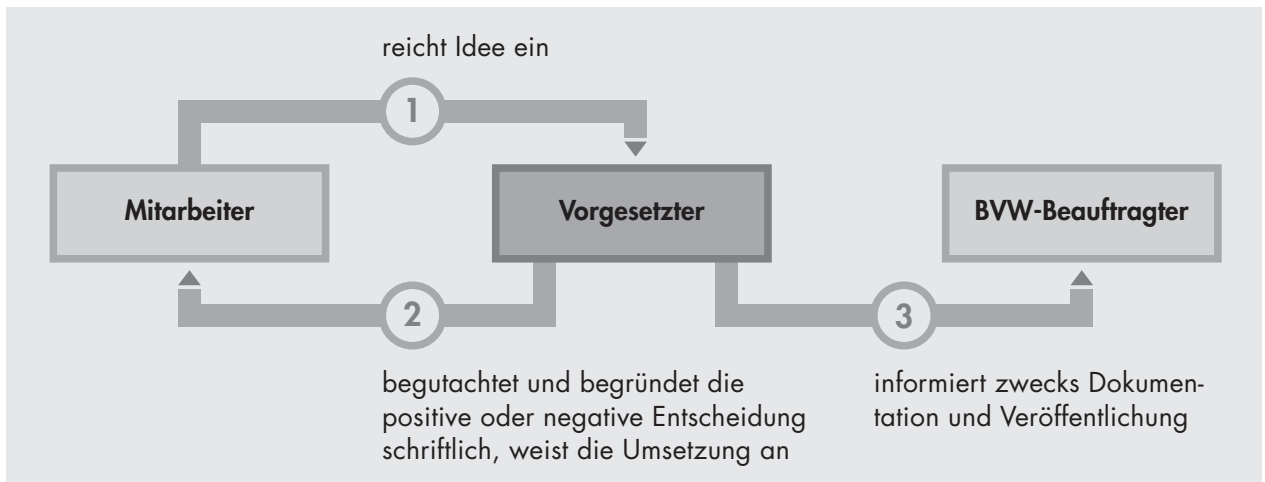 reicht Idee ein
1
Mitarbeiter
Vorgesetzter
BVW-Beauftragter
2
3
begutachtet und begründet die
positive oder negative Entscheidung
schriftlich, weist die Umsetzung an
informiert zwecks Dokumen-
tation und Veröffentlichung